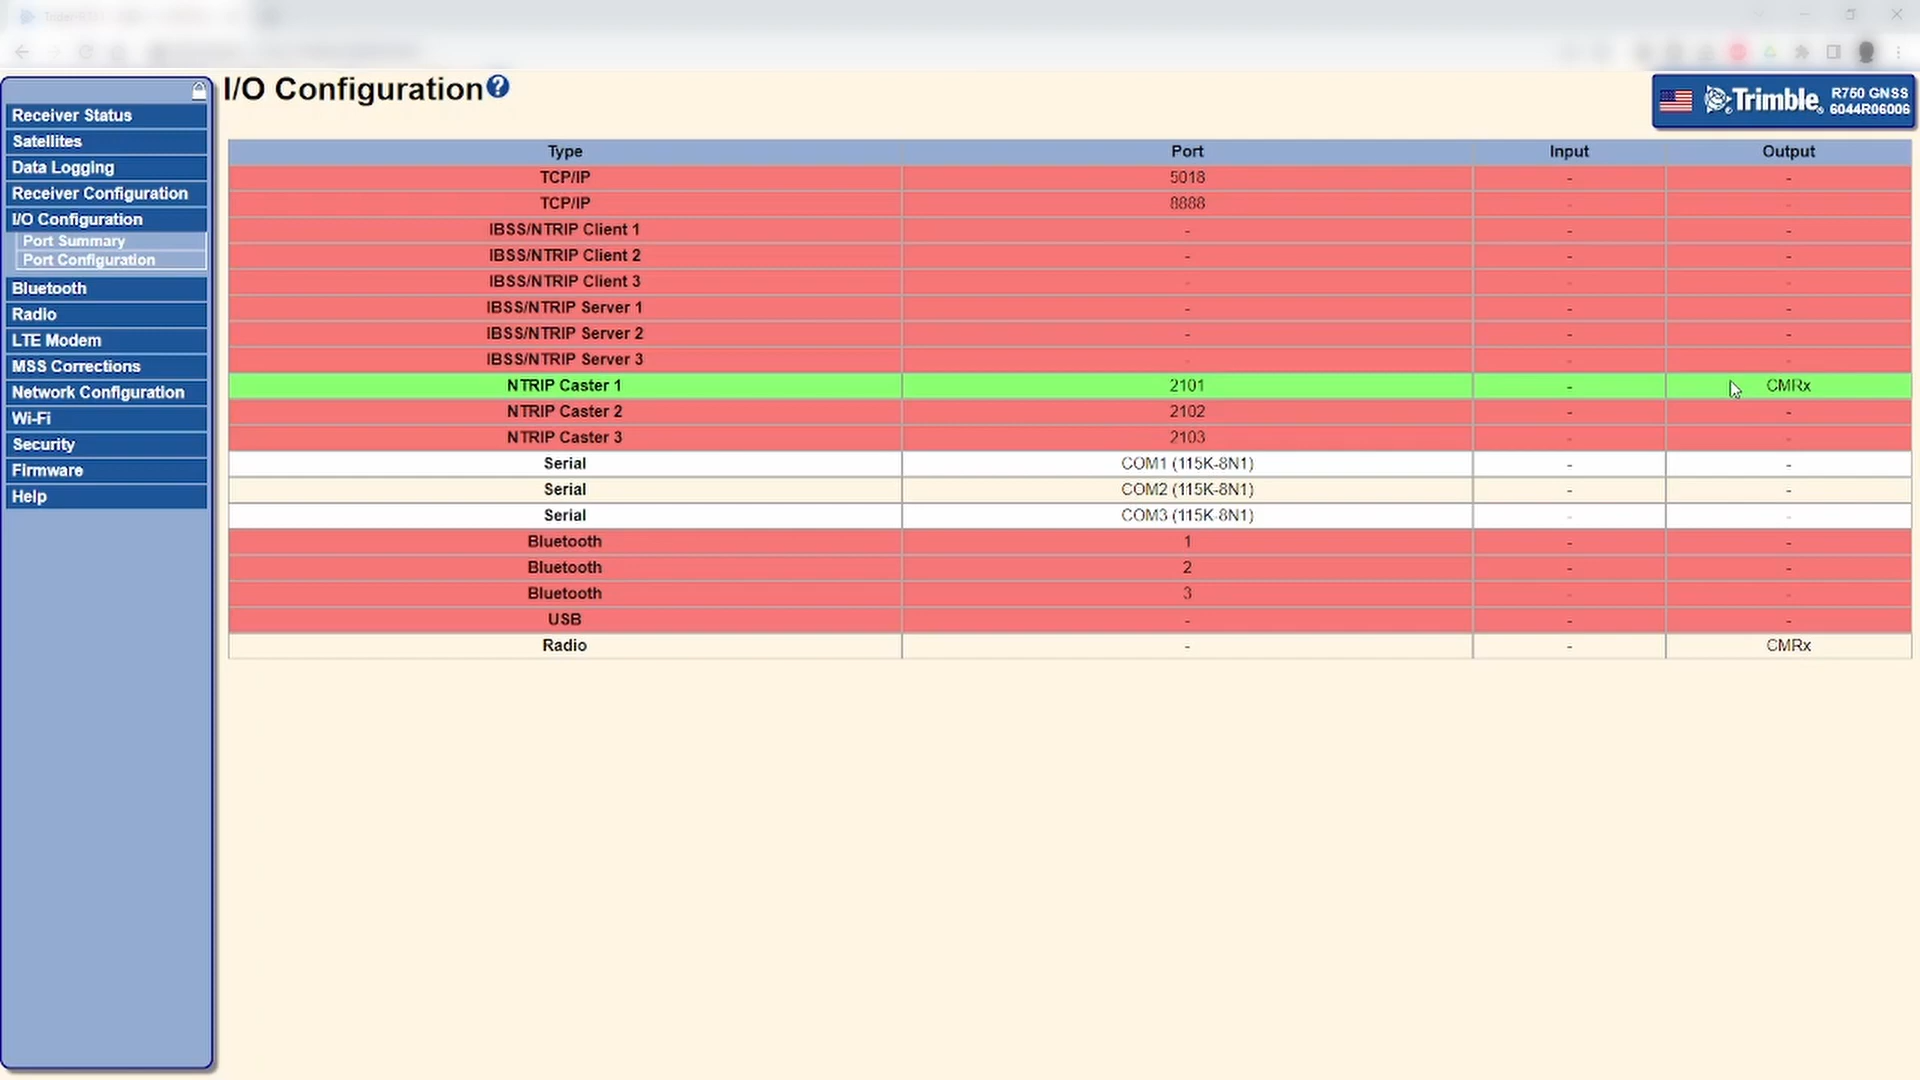 I/O Configuration ?
Trimble.
R750 GNSS
6044R06006
Receiver Status
Satellites
Data Logging
Receiver Configuration
I/O Configuration
Port Summary
Port Configuration
Bluetooth
Radio
LTE Modem
MSS Corrections
Network Configuration
Wi-Fi
Security
Firmware
Help
Type Port Input Output
TCP/IP 5018 - -
TCP/IP 8888 - -
IBSS/NTRIP Client 1 - - -
IBSS/NTRIP Client 2 - - -
IBSS/NTRIP Client 3 - - -
IBSS/NTRIP Server 1 - - -
IBSS/NTRIP Server 2 - - -
IBSS/NTRIP Server 3 - - -
NTRIP Caster 1 2101 - CMRx
NTRIP Caster 2 2102 - -
NTRIP Caster 3 2103 - -
Serial COM1 (115K-8N1) - -
Serial COM2 (115K-8N1) - -
Serial COM3 (115K-8N1) - -
Bluetooth 1 - -
Bluetooth 2 - -
Bluetooth 3 - -
USB - - -
Radio - - CMRx